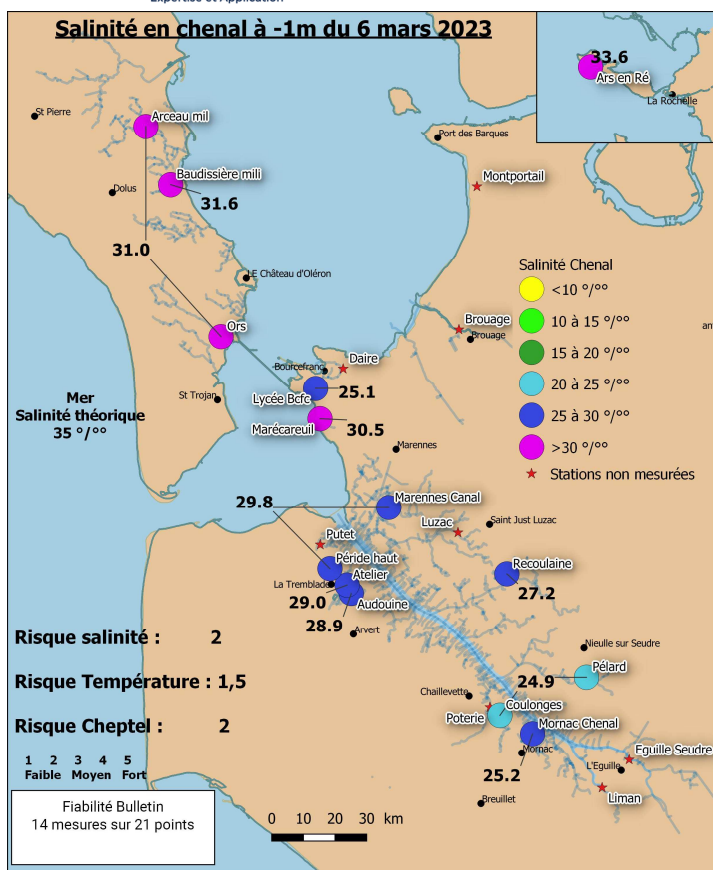 Expertise et Application
Salinité en chenal à -1m du 6 mars 2023
33.6
Ars en Ré
La Rochelle
St Pierre
Arceau mil
Port des Barques
Baudissière mili
Montportail
Dolus
31.6
31.0
LE Château d'Oléron
Salinité Chenal
<10 °/°°
10 à 15 °/°°
15 à 20 °/°°
20 à 25 °/°°
25 à 30 °/°°
>30 °/°°
Stations non mesurées
Ors
Brouage
Brouage
an
Daire
Bourcefranc
Lycée Bcfc
25.1
St Trojan
Mer
Salinité théorique
35 °/°°
Marécareuil
30.5
Marennes
29.8
Marennes Canal
Luzac
Saint Just Luzac
Putet
Péride haut
Recoulaine
La Tremblade
Atelier
29.0
Audouine
27.2
28.9
Arvert
Risque salinité : 2
Nieulle sur Seudre
Risque Température : 1,5
24.9
Pélard
Chaillevette
Coulonges
Poterie
Risque Cheptel : 2
Mornac Chenal
Mornac
Eguille Seudre
L'Eguille
25.2
1 2 3 4 5
Faible Moyen Fort
Liman
Breuillet
Fiabilité Bulletin
14 mesures sur 21 points
0 10 20 30 km